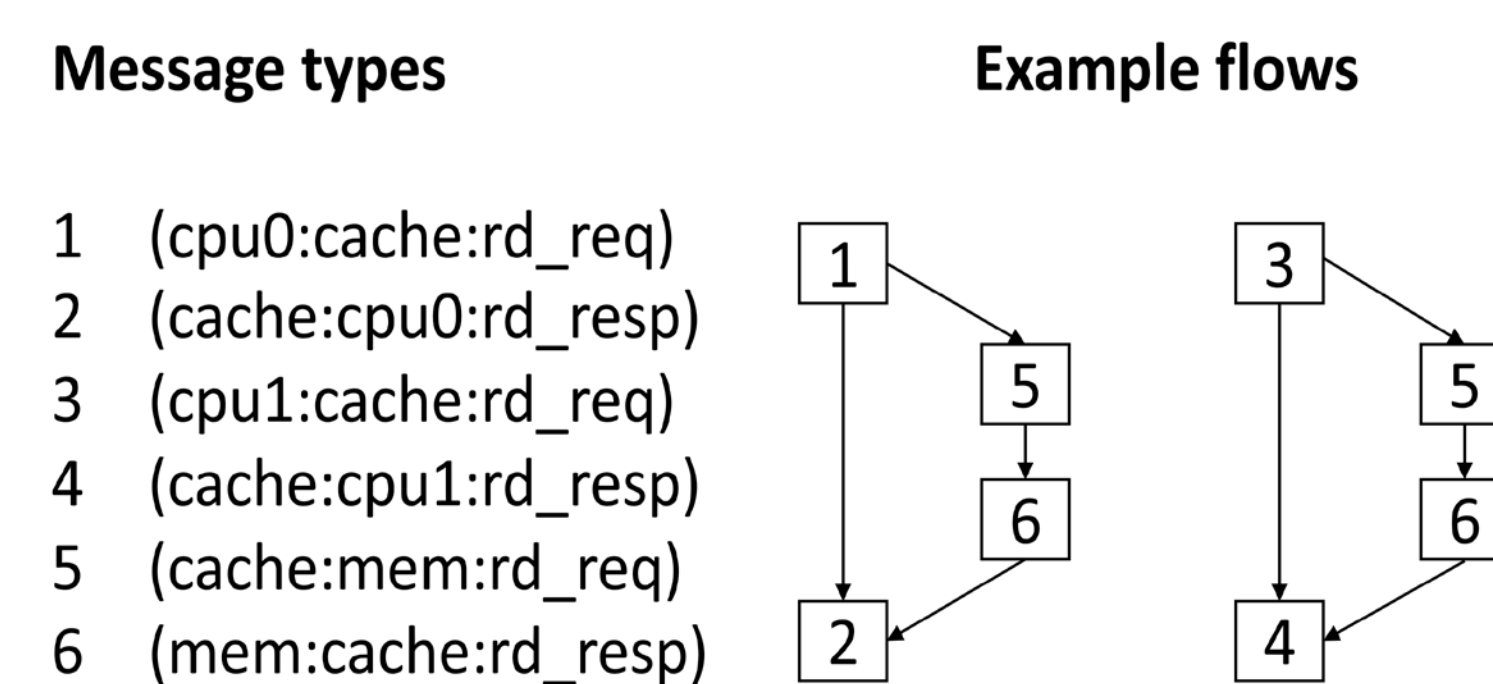 Message types
Example flows
1 (cpu0:cache:rd_req)
2 (cache:cpu0:rd_resp)
3 (cpu1:cache:rd_req)
4 (cache:cpu1:rd_resp)
5 (cache:mem:rd_req)
6 (mem:cache:rd_resp)
1
5
6
2
3
5
6
4